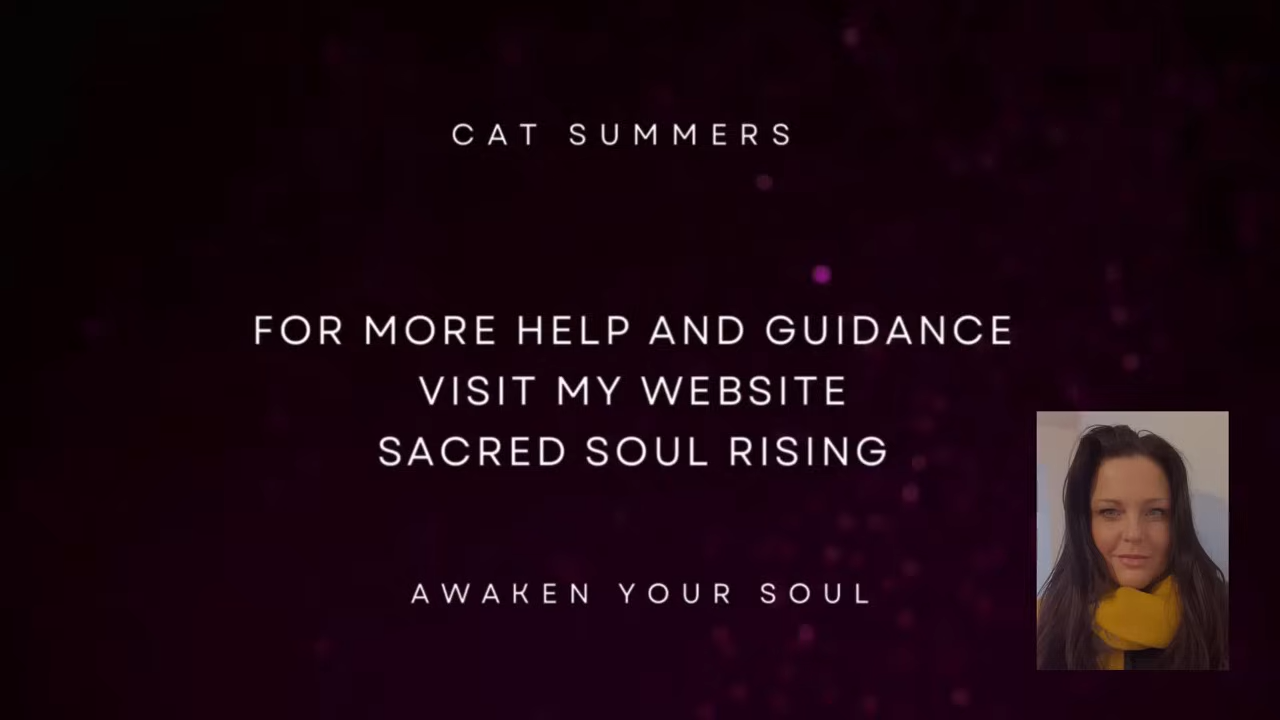 CAT SUMMERS
FOR MORE HELP AND GUIDANCE
VISIT MY WEBSITE
SACRED SOUL RISING
AWAKEN YOUR SOUL